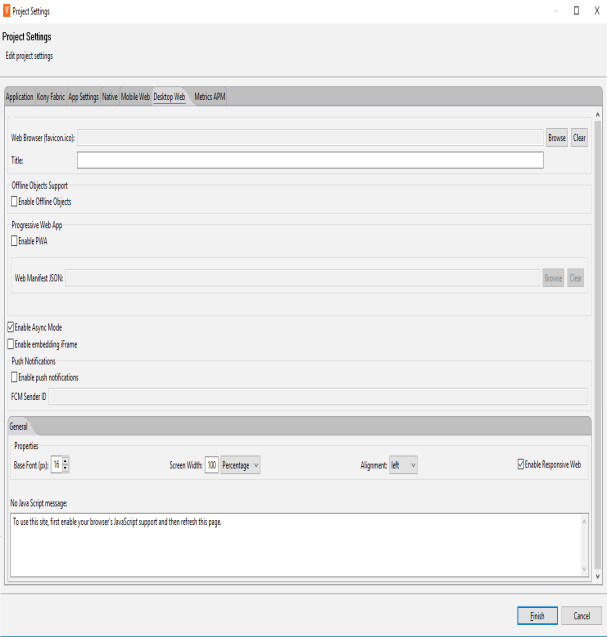 Project Settings
Project Settings
Edit project settings
Application Kony Fabric App Settings Native Mobile Web Desktop Web Metrics APM
Web Browser (favicon.ico): Browse Clear
Title:
Offline Objects Support
Enable Offline Objects
Progressive Web App
Enable PWA
Web Manifest JSON: Browse Clear
Enable Async Mode
Enable embedding iFrame
Push Notifications
Enable push notifications
FCM Sender ID
General
Properties
Base Font (px): 16 Screen Width: 100 Percentage Alignment: left Enable Responsive Web
No Java Script message:
To use this site, first enable your browser's JavaScript support and then refresh this page.
Finish Cancel